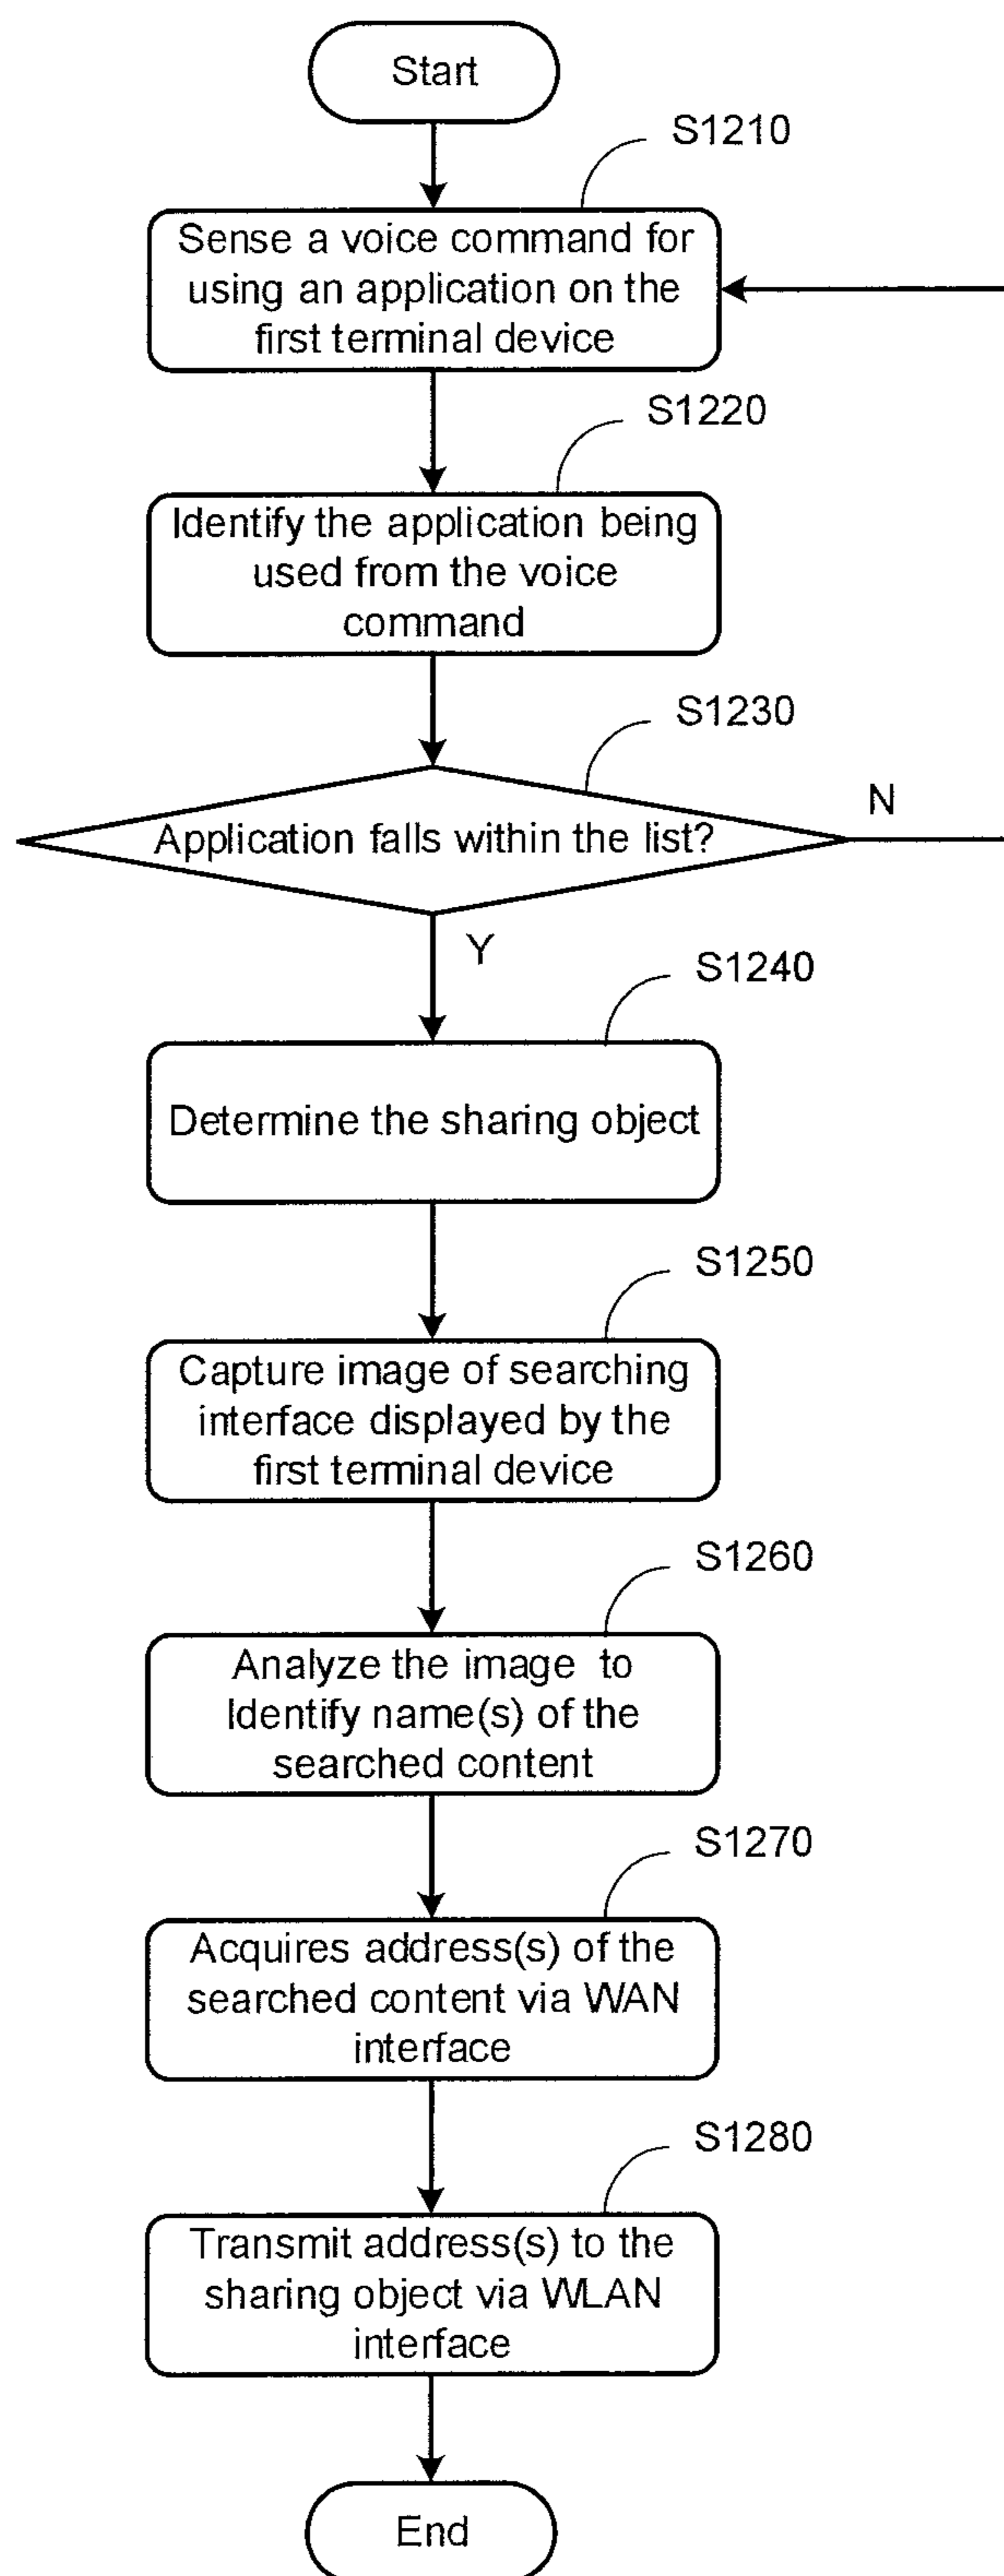 Start
S1210
Sense a voice command for
using an application on the
first terminal device
S1220
Identify the application being
used from the voice
command
S1230
Application falls within the list?
N
Y
S1240
Determine the sharing object
S1250
Capture image of searching
interface displayed by the
first terminal device
S1260
Analyze the image to
Identify name(s) of the
searched content
S1270
Acquires address(s) of the
searched content via WAN
interface
S1280
Transmit address(s) to the
sharing object via WLAN
interface
End